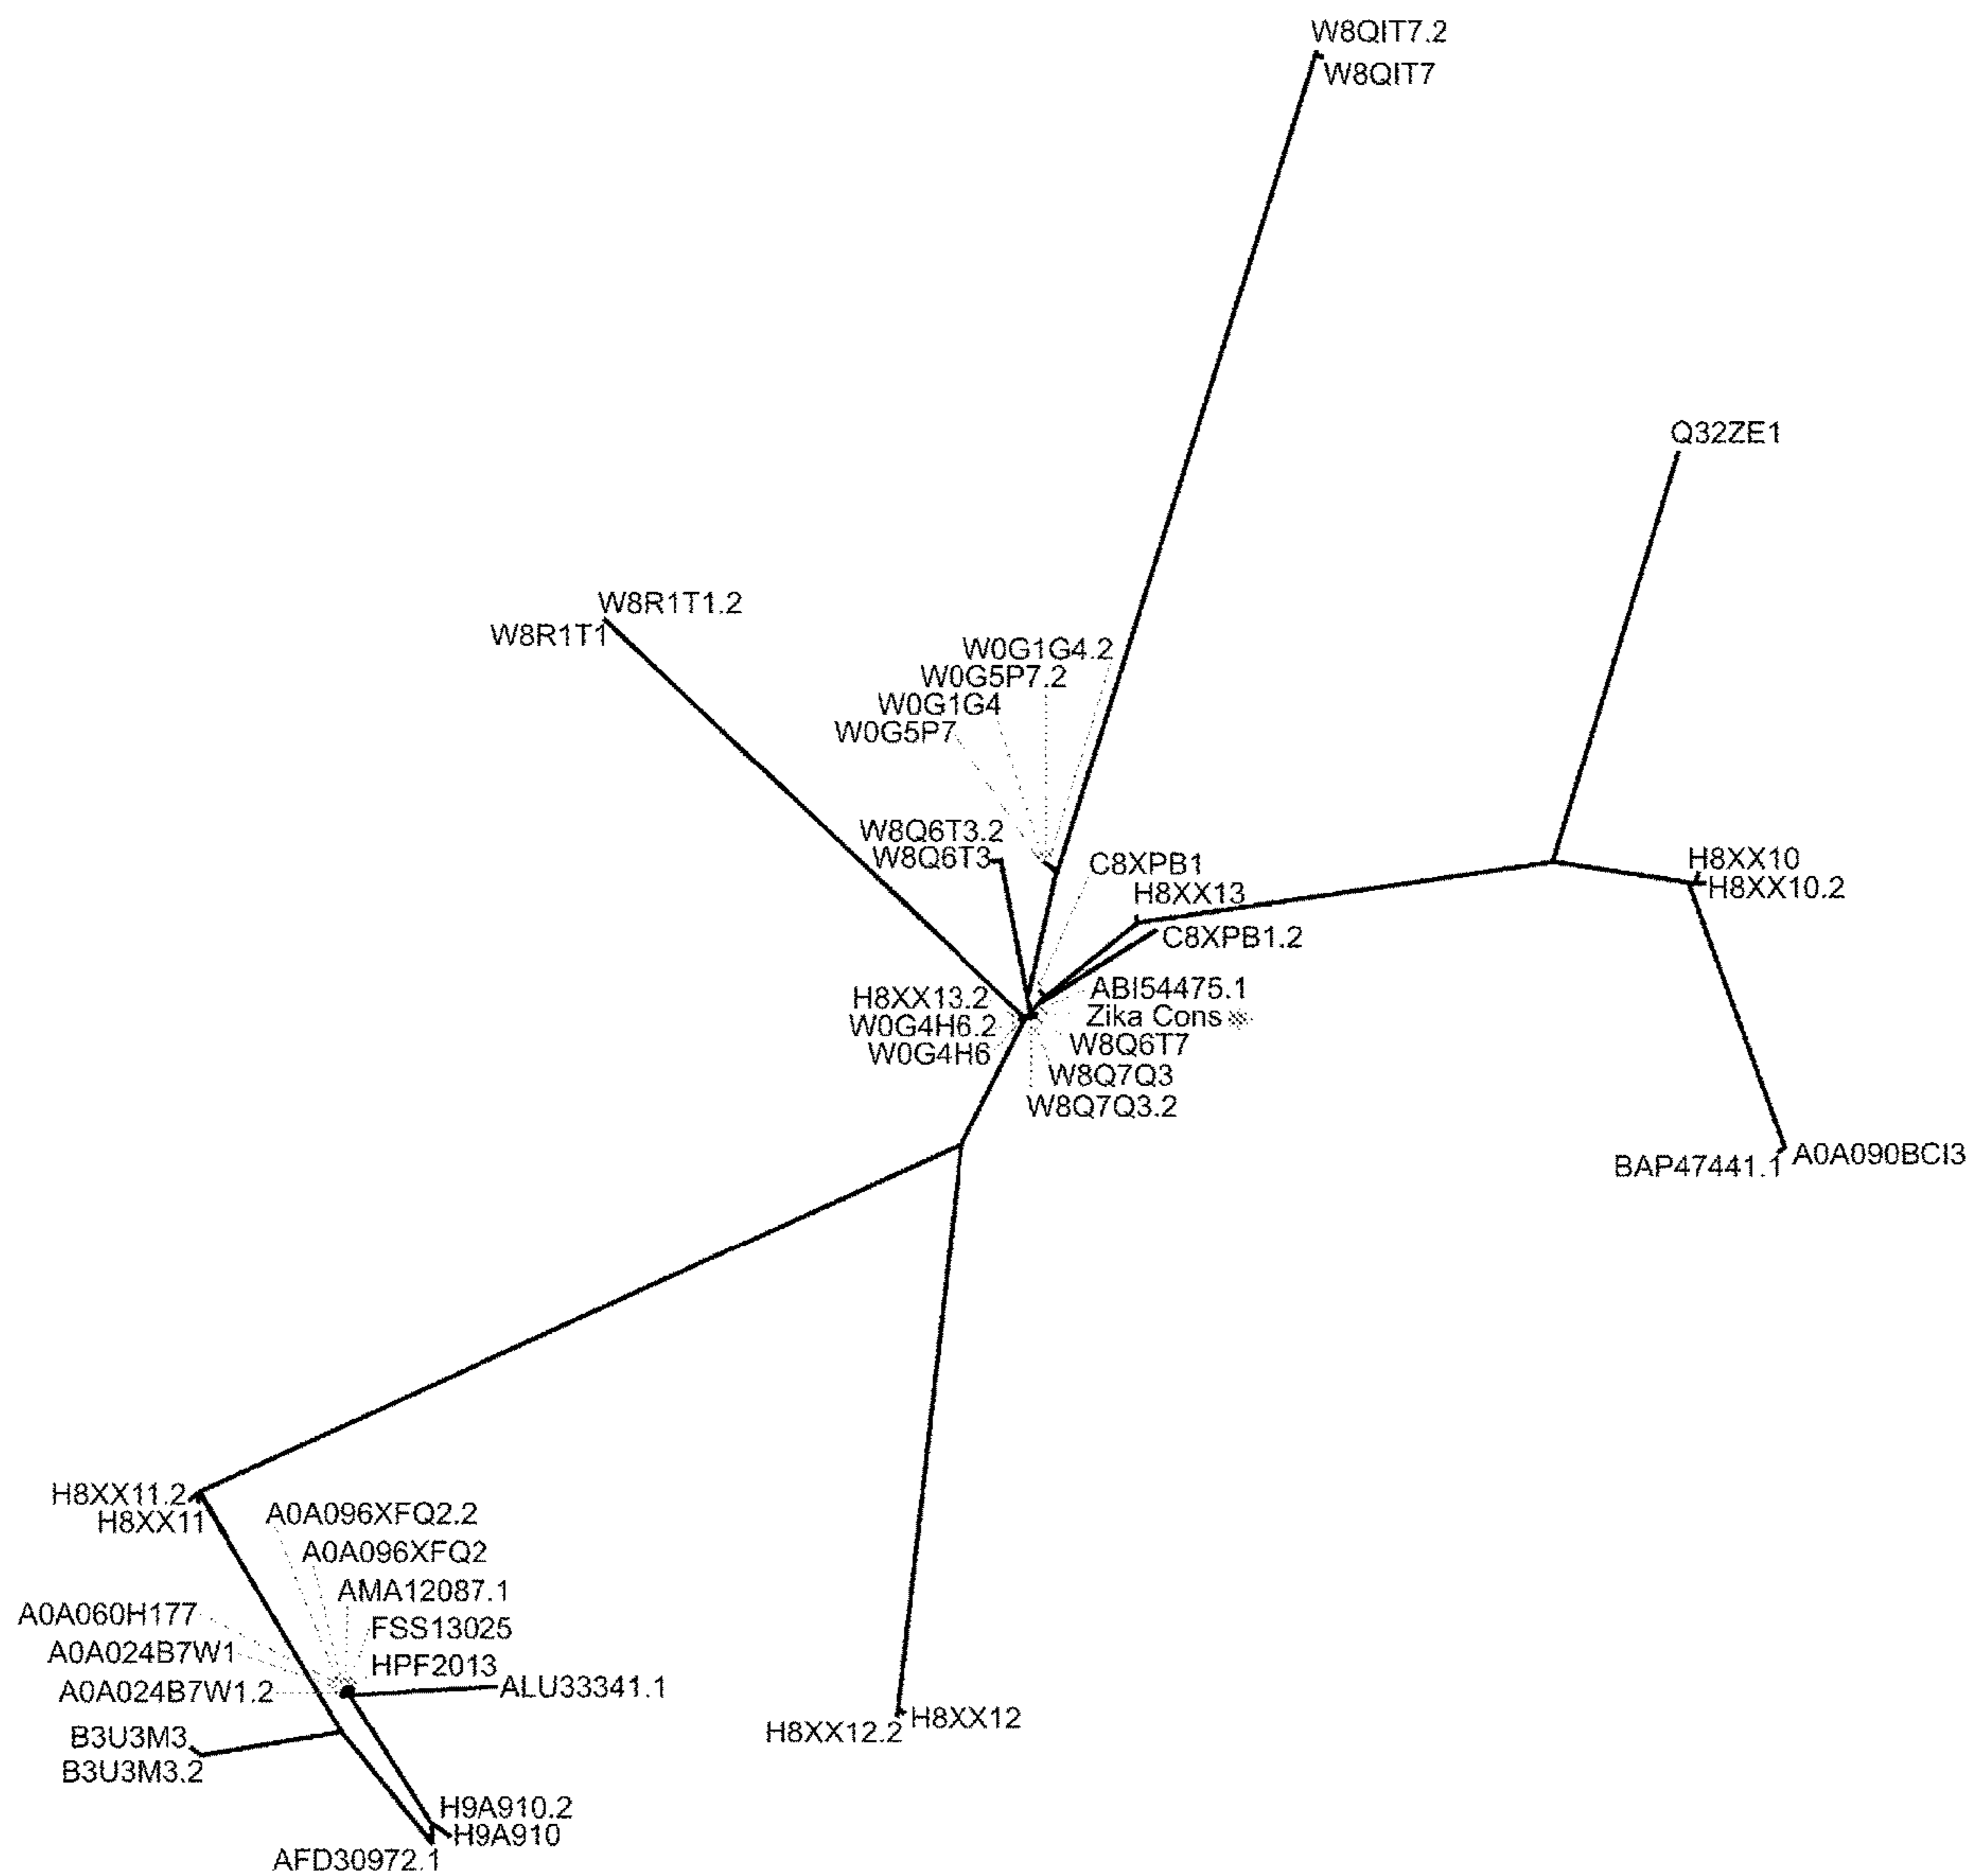 W8QIT7.2
W8QIT7
Q32ZE1
W8R1T1.2
W8R1T1
W0G1G4.2
W0G5P7.2
W0G1G4
W0G5P7
W8Q6T3.2
W8Q6T3
C8XPB1
H8XX13
C8XPB1.2
H8XX10
H8XX10.2
H8XX13.2
W0G4H6.2
W0G4H6
ABI54475.1
Zika Cons
W8Q6T7
W8Q7Q3
W8Q7Q3.2
BAP47441.1
A0A090BCI3
H8XX11.2
H8XX11
A0A096XFQ2.2
A0A096XFQ2
AMA12087.1
FSS13025
HPF2013
A0A060H177
A0A024B7W1
A0A024B7W1.2
ALU33341.1
B3U3M3
B3U3M3.2
H8XX12.2
H8XX12
H9A910.2
H9A910
AFD30972.1